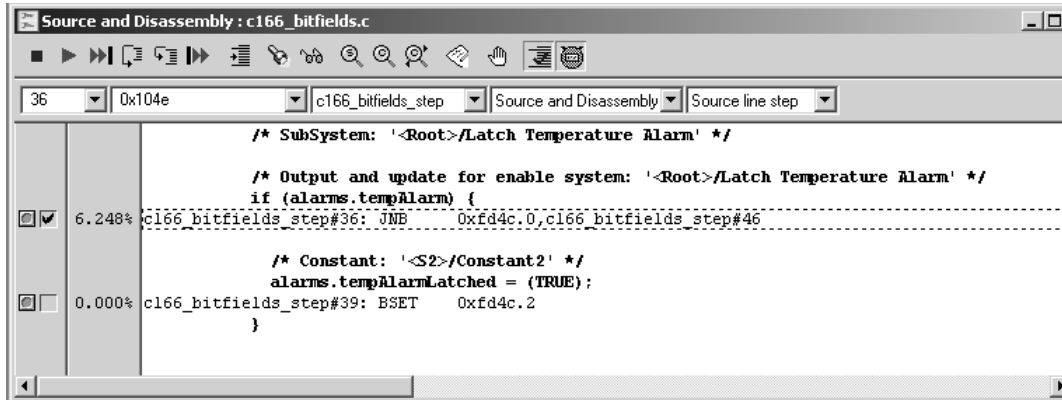 Source and Disassembly : c166_bitfields.c
36 0x104e c166_bitfields_step Source and Disassembly Source line step
/* SubSystem: '<Root>/Latch Temperature Alarm' */
/* Output and update for enable system: '<Root>/Latch Temperature Alarm' */
if (alarms.tempAlarm) {
6.248% c166_bitfields_step#36: JNB 0xfd4c.0,c166_bitfields_step#46
/* Constant: '<S2>/Constant2' */
alarms.tempAlarmLatched = (TRUE);
0.000% c166_bitfields_step#39: BSET 0xfd4c.2
}